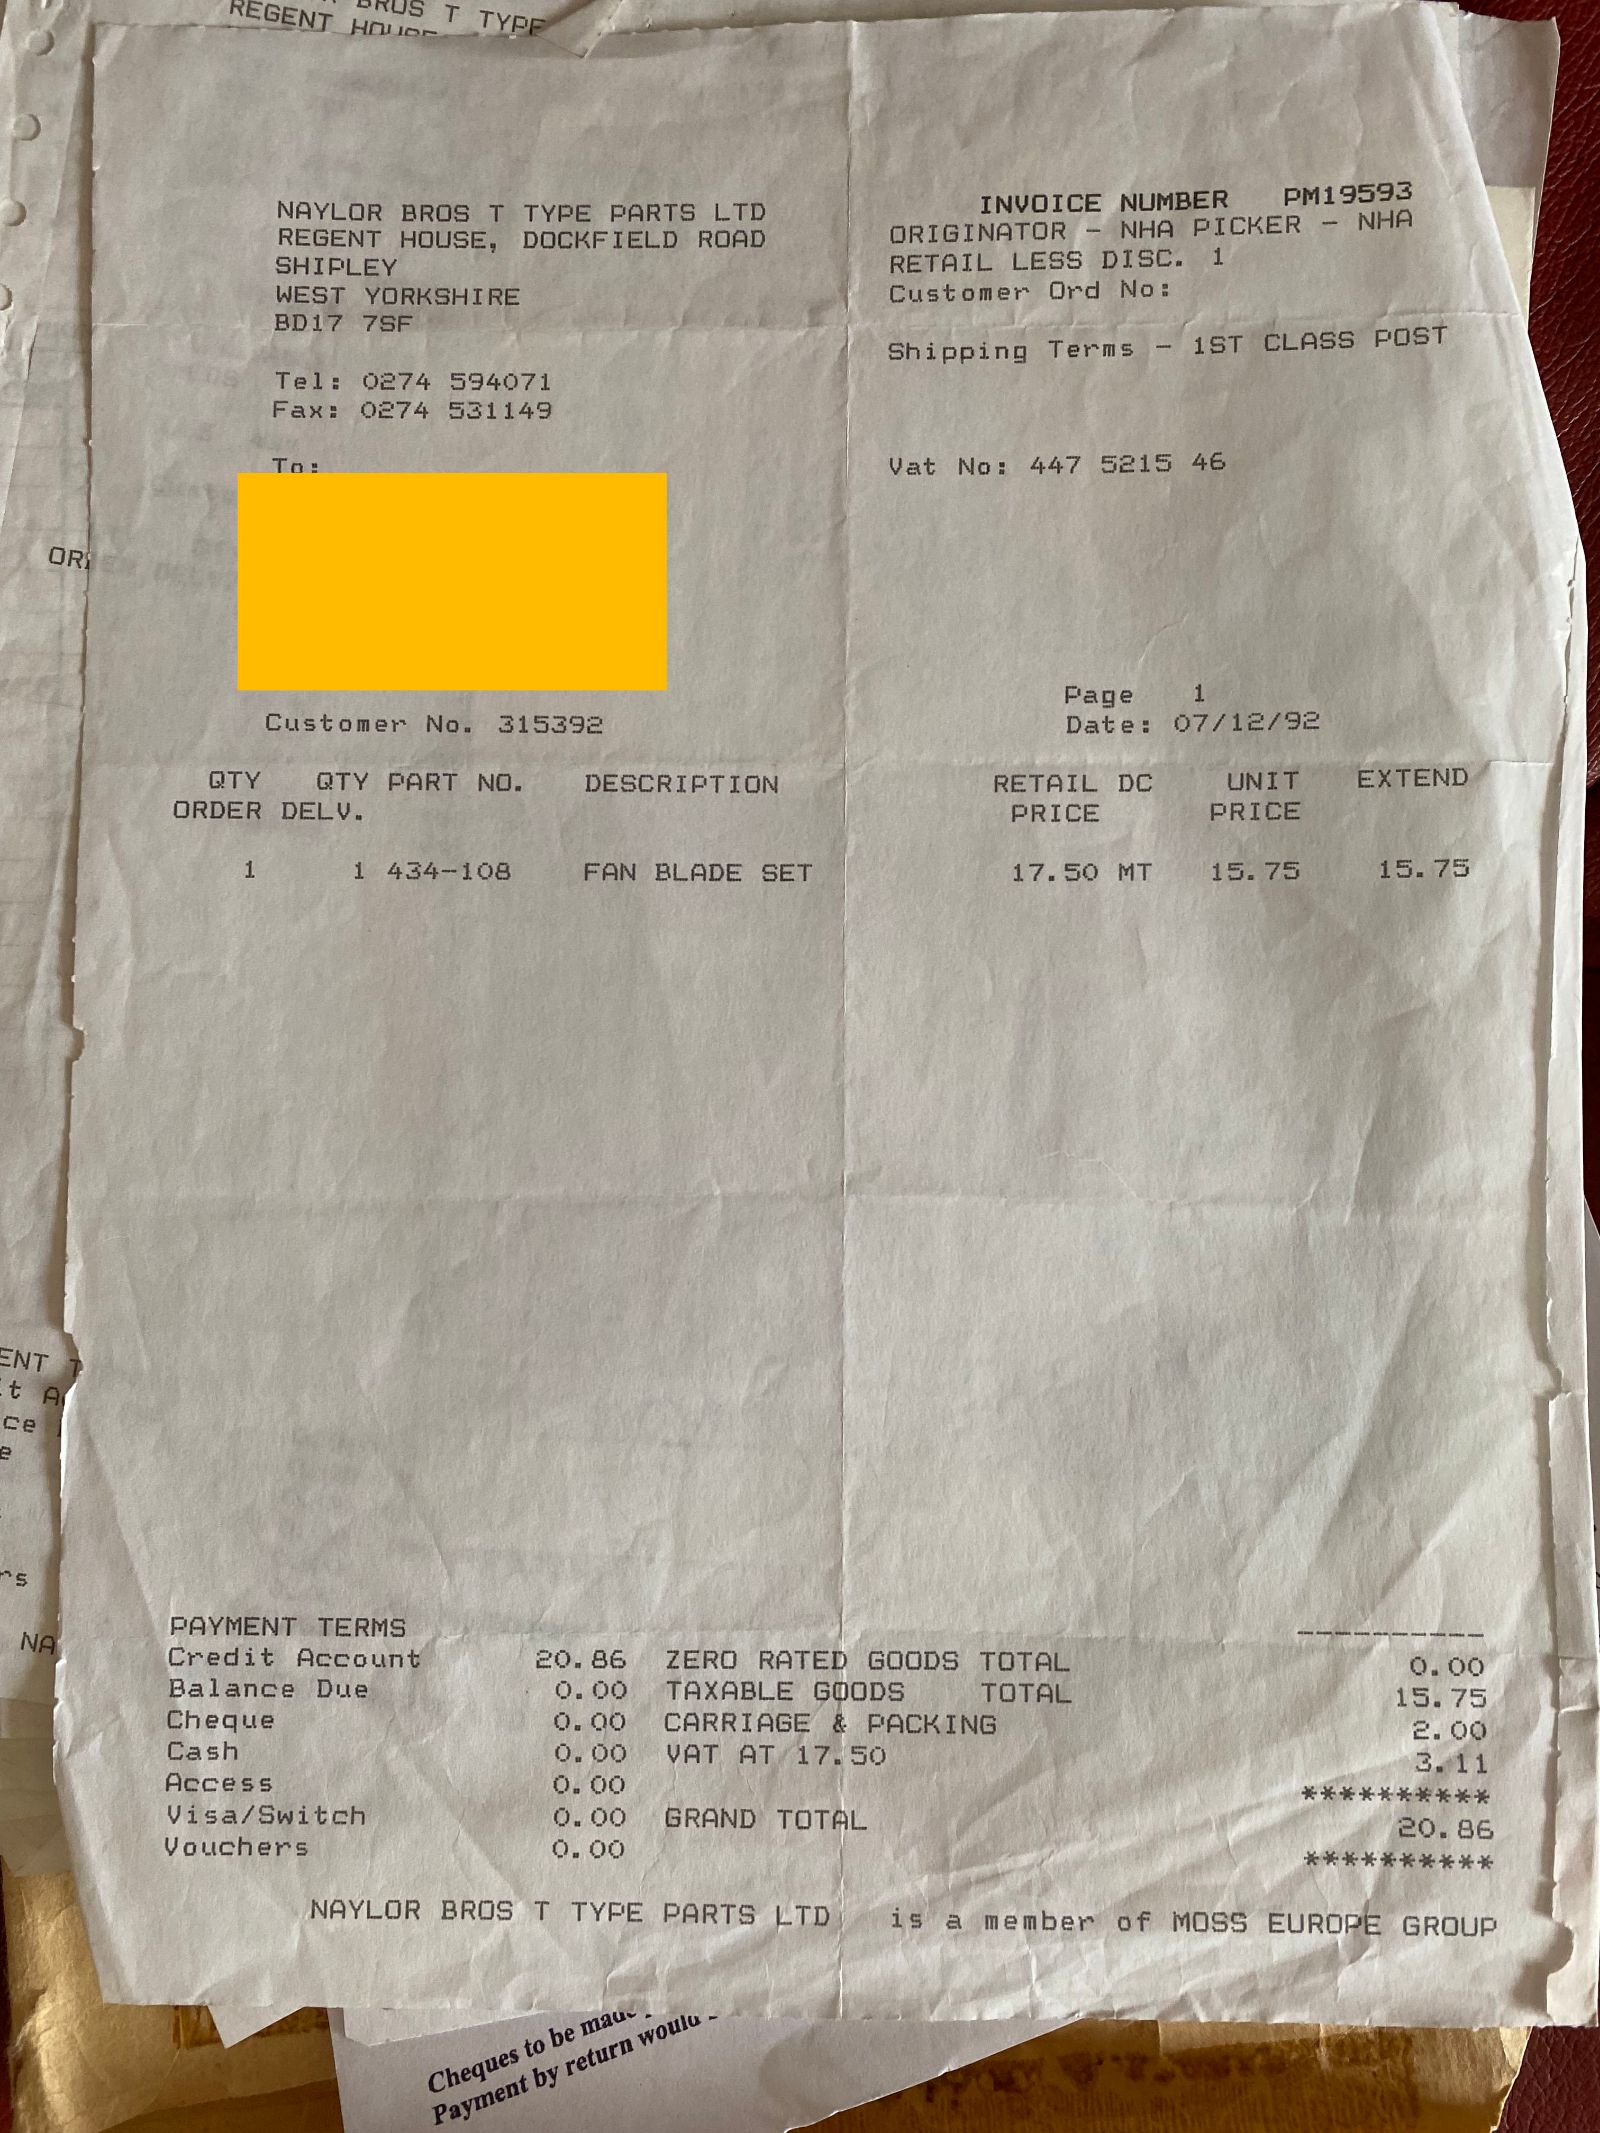 BROS T TYPE
REGENT HOUSE
NAYLOR BROS T TYPE PARTS LTD
REGENT HOUSE, DOCKFIELD ROAD
SHIPLEY
WEST YORKSHIRE
BD17 7SF
Tel: 0274 594071
Fax: 0274 531149
To:
INVOICE NUMBER PM19593
ORIGINATOR - NHA PICKER - NHA
RETAIL LESS DISC. 1
Customer Ord No:
Shipping Terms - 1ST CLASS POST
Vat No: 447 5215 46
Customer No. 315392
Page 1
Date: 07/12/92
QTY QTY PART NO. DESCRIPTION RETAIL DC UNIT EXTEND
ORDER DELV. PRICE PRICE
1 1 434-108 FAN BLADE SET 17.50 MT 15.75 15.75
PAYMENT TERMS ----------
Credit Account 20.86 ZERO RATED GOODS TOTAL 0.00
Balance Due 0.00 TAXABLE GOODS TOTAL 15.75
Cheque 0.00 CARRIAGE & PACKING 2.00
Cash 0.00 VAT AT 17.50 3.11
Access 0.00 **********
Visa/Switch 0.00 GRAND TOTAL 20.86
Vouchers 0.00 **********
NAYLOR BROS T TYPE PARTS LTD is a member of MOSS EUROPE GROUP
Cheques to be made
Payment by return would